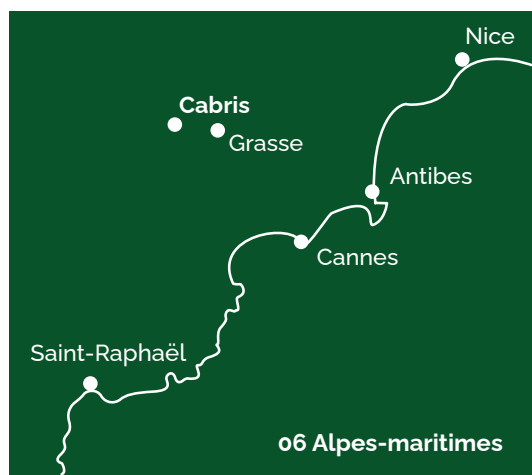 Nice
Cabris
Grasse
Antibes
Cannes
Saint-Raphaël
06 Alpes-maritimes